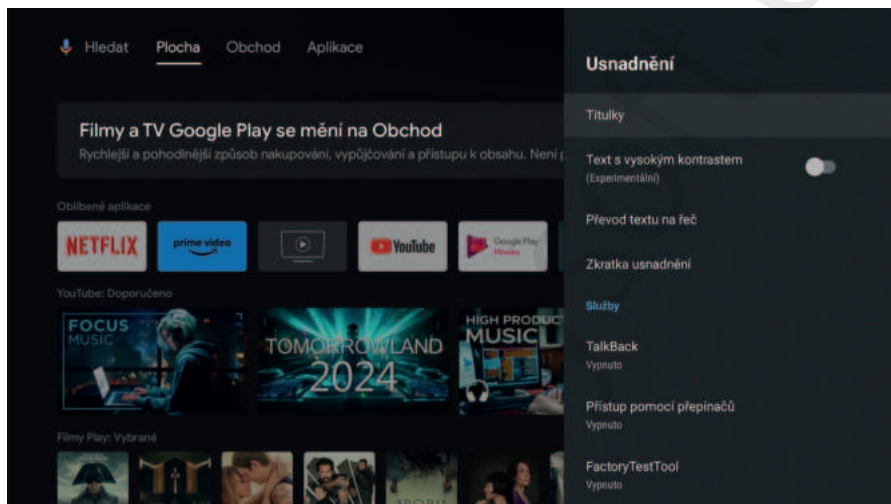 Hledat Plocha Obchod Aplikace
Filmy a TV Google Play se mění na Obchod
Rychlejší a pohodlnější způsob nakupování, vypůjčování a přístupu k obsahu. Není
Oblíbené aplikace
NETFLIX
prime video
YouTube
Google Play
Movies
YouTube: Doporučeno
FOCUS
MUSIC
TOMORROWLAND
2024
HIGH PRODUC
MUSIC
Filmy Play: Vybrané
Usnadnění
Titulky
Text s vysokým kontrastem
(Experimentální)
Převod textu na řeč
Zkratka usnadnění
Služby
TalkBack
Vypnuto
Přístup pomocí přepínačů
Vypnuto
FactoryTestTool
Vypnuto